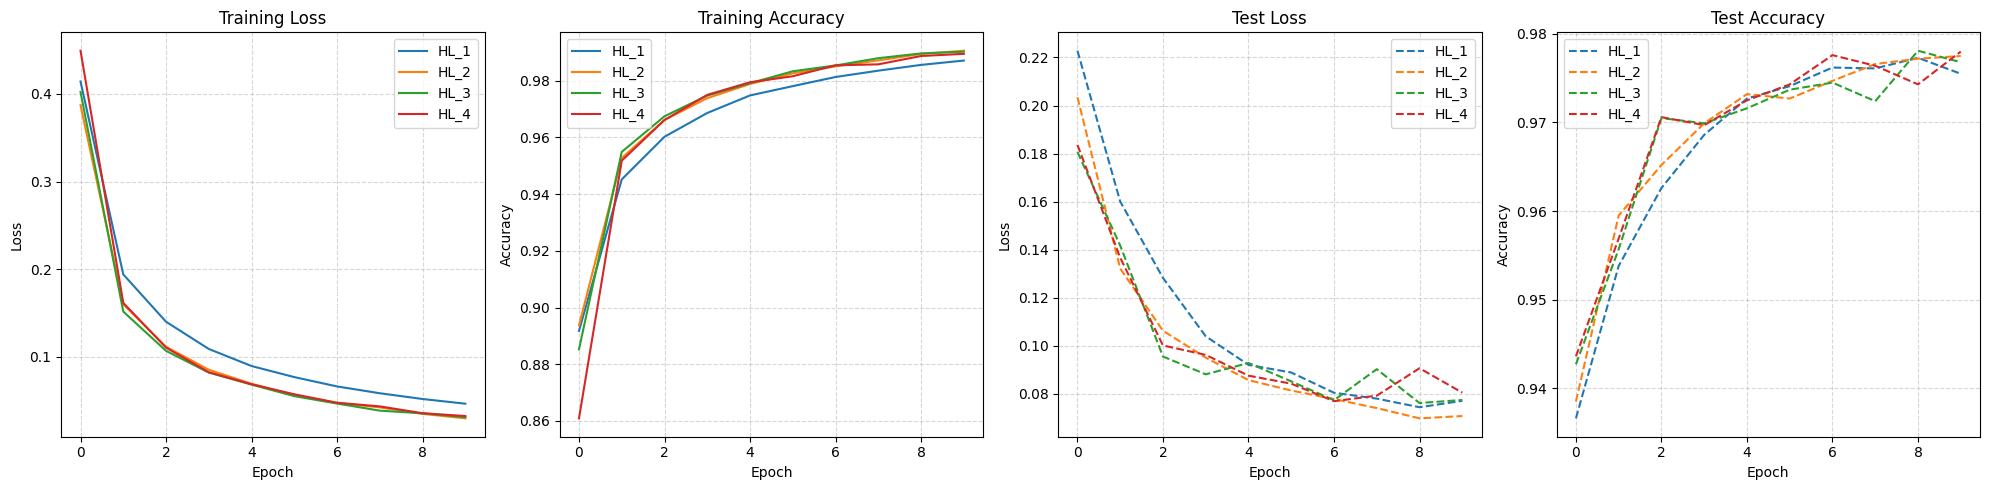 Training Loss
Loss
0.4
0.3
0.2
0.1
0
2
4
6
8
Epoch
HL_1
HL_2
HL_3
HL_4
Training Accuracy
Accuracy
0.98
0.96
0.94
0.92
0.90
0.88
0.86
0
2
4
6
8
Epoch
HL_1
HL_2
HL_3
HL_4
Test Loss
Loss
0.22
0.20
0.18
0.16
0.14
0.12
0.10
0.08
0
2
4
6
8
Epoch
HL_1
HL_2
HL_3
HL_4
Test Accuracy
Accuracy
0.98
0.97
0.96
0.95
0.94
0
2
4
6
8
Epoch
HL_1
HL_2
HL_3
HL_4